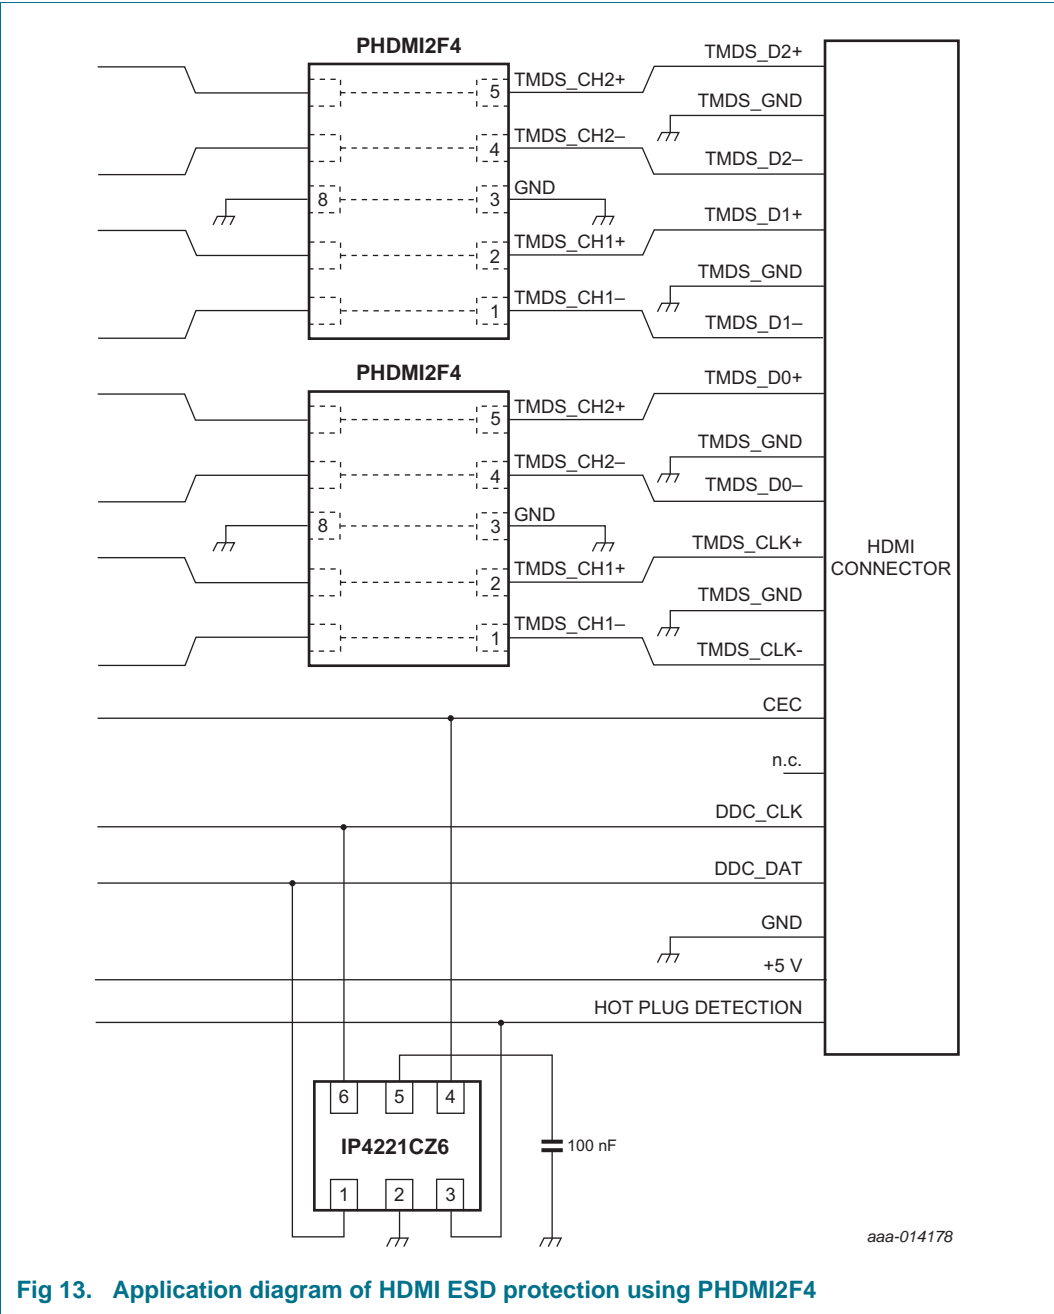 PHDMI2F4
TMDS_D2+
5 TMDS_CH2+
TMDS_GND
4 TMDS_CH2–
TMDS_D2–
8 3 GND
TMDS_D1+
2 TMDS_CH1+
TMDS_GND
1 TMDS_CH1–
TMDS_D1–
PHDMI2F4
TMDS_D0+
5 TMDS_CH2+
TMDS_GND
4 TMDS_CH2–
TMDS_D0–
8 3 GND
TMDS_CLK+
HDMI
CONNECTOR
2 TMDS_CH1+
TMDS_GND
1 TMDS_CH1–
TMDS_CLK-
CEC
n.c.
DDC_CLK
DDC_DAT
GND
+5 V
HOT PLUG DETECTION
6 5 4
IP4221CZ6
100 nF
1 2 3
aaa-014178
Fig 13. Application diagram of HDMI ESD protection using PHDMI2F4